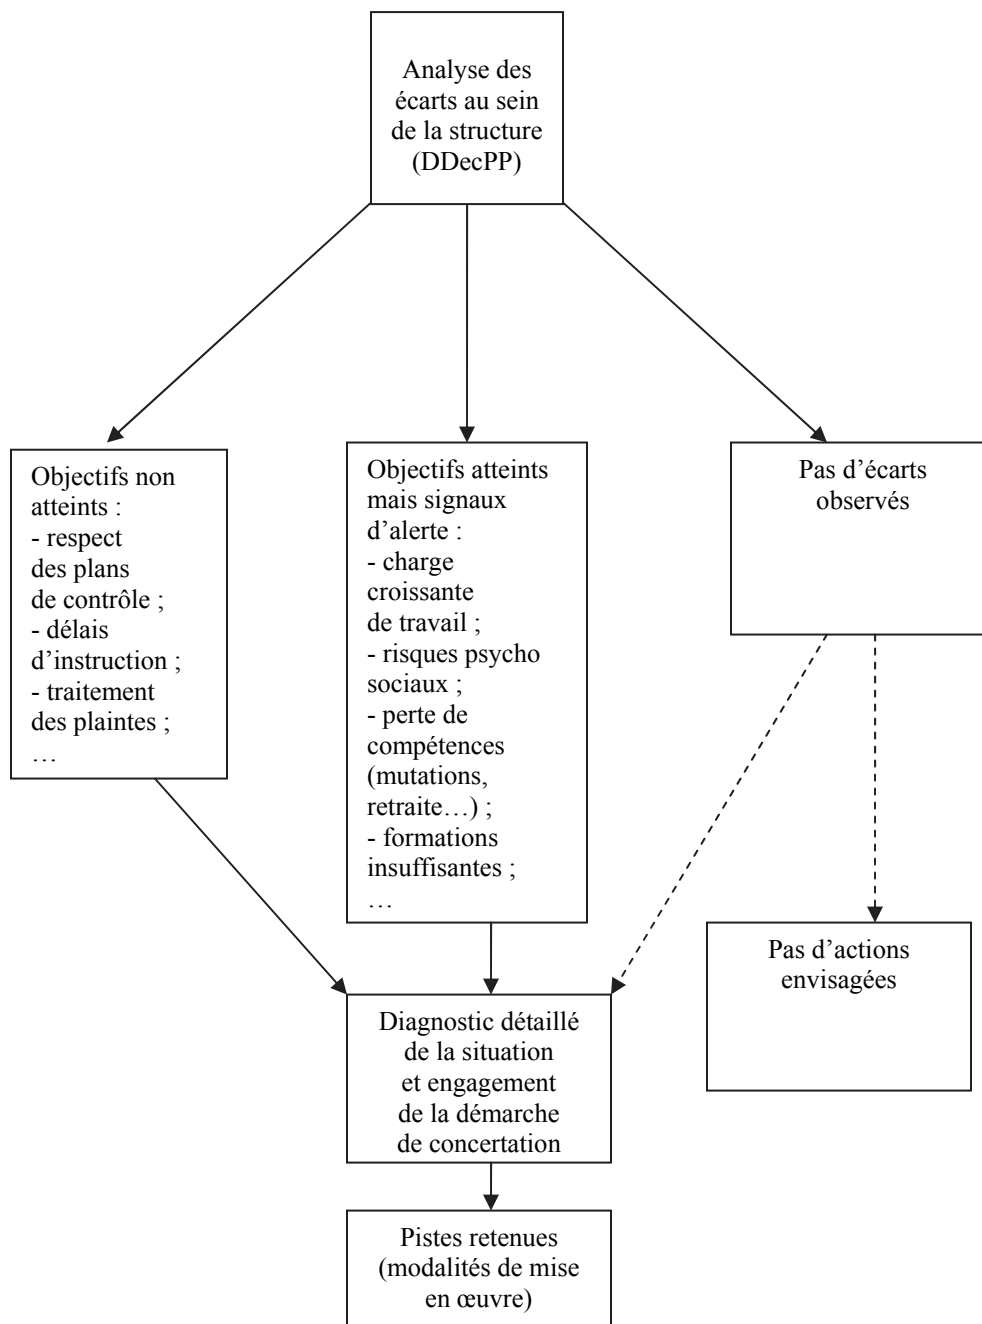 Analyse des
écarts au sein
de la structure
(DDecPP)
Objectifs non
atteints :
- respect
des plans
de contrôle ;
- délais
d’instruction ;
- traitement
des plaintes ;
…
Objectifs atteints
mais signaux
d’alerte :
- charge
croissante
de travail ;
- risques psycho
sociaux ;
- perte de
compétences
(mutations,
retraite…) ;
- formations
insuffisantes ;
…
Pas d’écarts
observés
Pas d’actions
envisagées
Diagnostic détaillé
de la situation
et engagement
de la démarche
de concertation
Pistes retenues
(modalités de mise
en œuvre)